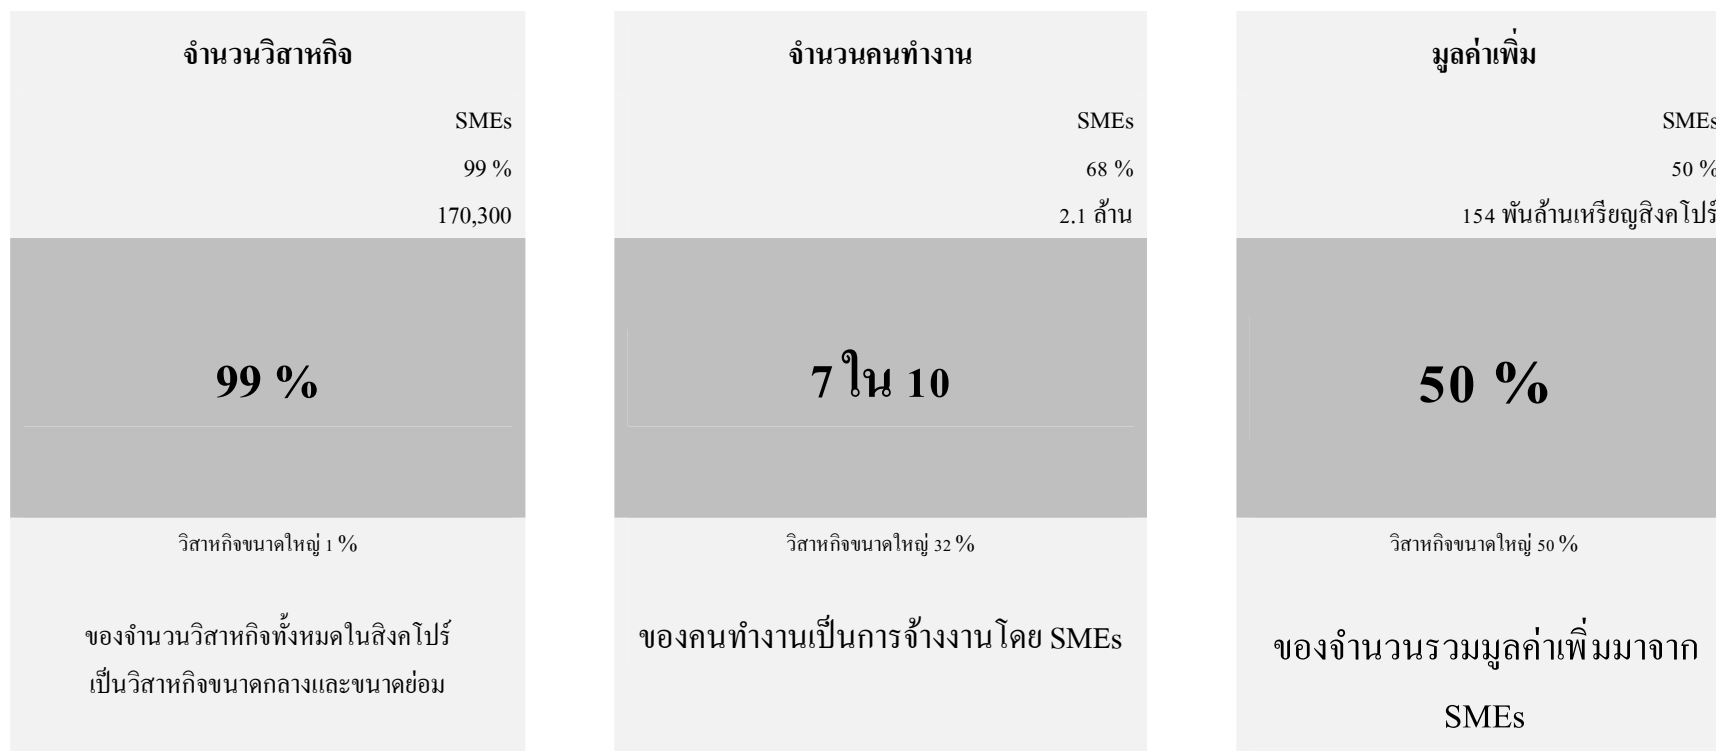 จำนวนวิสาหกิจ
SMEs
99 %
170,300
99 %
วิสาหกิจขนาดใหญ่ 1 %
ของจำนวนวิสาหกิจทั้งหมดในสิงคโปร์
เป็นวิสาหกิจขนาดกลางและขนาดย่อม
จำนวนคนทำงาน
SMEs
68 %
2.1 ล้าน
7 ใน 10
วิสาหกิจขนาดใหญ่ 32 %
ของคนทำงานเป็นการจ้างงานโดย SMEs
มูลค่าเพิ่ม
SMEs
50 %
154 พันล้านเหรียญสิงคโปร์
50 %
วิสาหกิจขนาดใหญ่ 50 %
ของจำนวนรวมมูลค่าเพิ่มมาจาก
SMEs